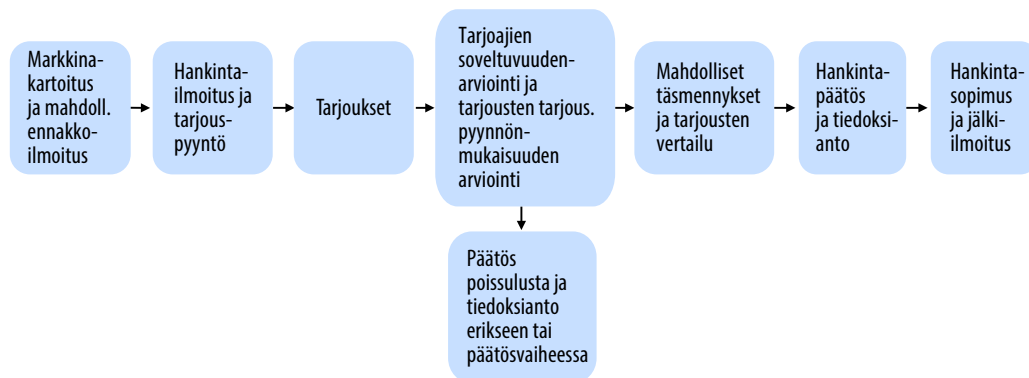 Markkina-
kartoitus
ja mahdoll.
ennakko-
ilmoitus
Hankinta-
ilmoitus ja
tarjous-
pyyntö
Tarjoukset
Tarjoajien
soveltuvuuden-
arviointi ja
tarjousten tarjous.
pyynnön-
mukaisuuden
arviointi
Mahdolliset
täsmennykset
ja tarjousten
vertailu
Hankinta-
päätös
ja tiedoksi-
anto
Hankinta-
sopimus
ja jälki-
ilmoitus
Päätös
poissulusta ja
tiedoksianto
erikseen tai
päätösvaiheessa